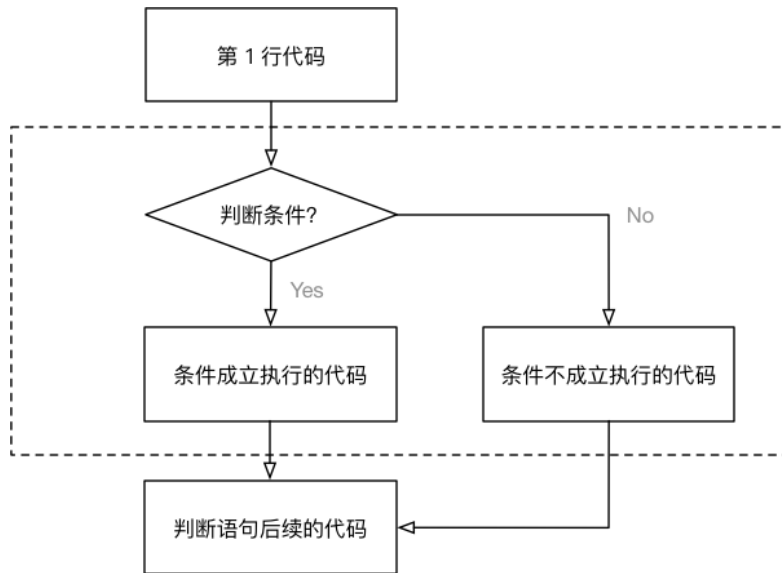 第 1 行代码
判断条件?
No
Yes
条件成立执行的代码
条件不成立执行的代码
判断语句后续的代码